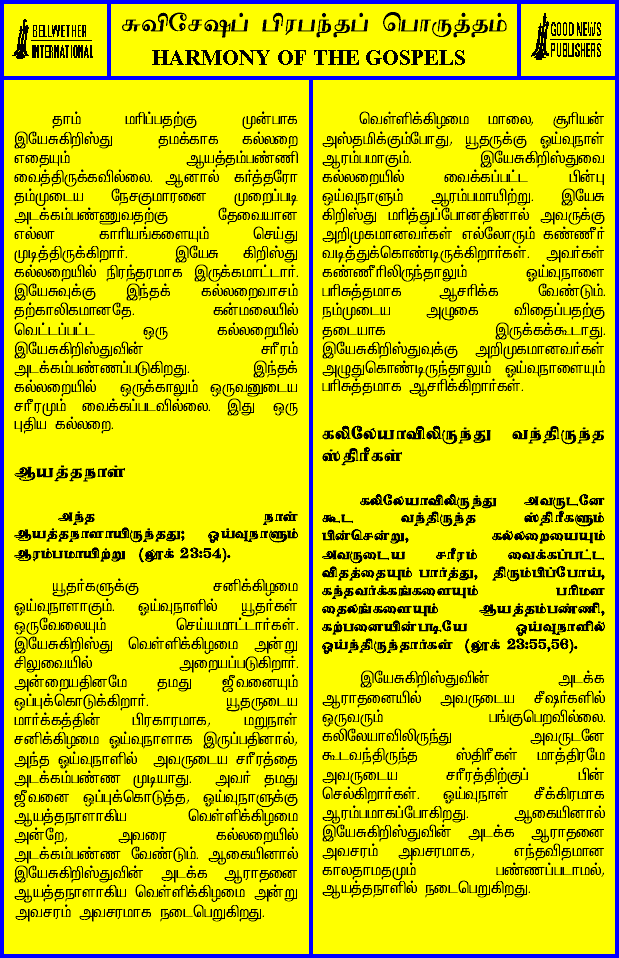 BELLWETHER
INTERNATIONAL
சுவிசேஷப் பிரபந்தப் பொருத்தம்
HARMONY OF THE GOSPELS
GOOD NEWS
PUBLISHERS
தாம் மரிப்பதற்கு முன்பாக
இயேசுகிறிஸ்து தமக்காக கல்லறை
எதையும் ஆயத்தம்பண்ணி
வைத்திருக்கவில்லை. ஆனால் கர்த்தரோ
தம்முடைய நேசகுமாரனை முறைப்படி
அடக்கம்பண்ணுவதற்கு தேவையான
எல்லா காரியங்களையும் செய்து
முடித்திருக்கிறார். இயேசு கிறிஸ்து
கல்லறையில் நிரந்தரமாக இருக்கமாட்டார்.
இயேசுவுக்கு இந்தக் கல்லறைவாசம்
தற்காலிகமானதே. கன்மலையில்
வெட்டப்பட்ட ஒரு கல்லறையில்
இயேசுகிறிஸ்துவின் சரீரம்
அடக்கம்பண்ணப்படுகிறது. இந்தக்
கல்லறையில் ஒருக்காலும் ஒருவனுடைய
சரீரமும் வைக்கப்படவில்லை. இது ஒரு
புதிய கல்லறை.
ஆயத்தநாள்
அந்த நாள்
ஆயத்தநாளாயிருந்தது; ஓய்வுநாளும்
ஆரம்பமாயிற்று (லூக் 23:54).
யூதர்களுக்கு சனிக்கிழமை
ஓய்வுநாளாகும். ஓய்வுநாளில் யூதர்கள்
ஒருவேலையும் செய்யமாட்டார்கள்.
இயேசுகிறிஸ்து வெள்ளிக்கிழமை அன்று
சிலுவையில் அறையப்படுகிறார்.
அன்றையதினமே தமது ஜீவனையும்
ஒப்புக்கொடுக்கிறார். யூதருடைய
மார்க்கத்தின் பிரகாரமாக, மறுநாள்
சனிக்கிழமை ஓய்வுநாளாக இருப்பதினால்,
அந்த ஓய்வுநாளில் அவருடைய சரீரத்தை
அடக்கம்பண்ண முடியாது. அவர் தமது
ஜீவனை ஒப்புக்கொடுத்த, ஓய்வுநாளுக்கு
ஆயத்தநாளாகிய வெள்ளிக்கிழமை
அன்றே, அவரை கல்லறையில்
அடக்கம்பண்ண வேண்டும். ஆகையினால்
இயேசுகிறிஸ்துவின் அடக்க ஆராதனை
ஆயத்தநாளாகிய வெள்ளிக்கிழமை அன்று
அவசரம் அவசரமாக நடைபெறுகிறது.
வெள்ளிக்கிழமை மாலை, சூரியன்
அஸ்தமிக்கும்போது, யூதருக்கு ஓய்வுநாள்
ஆரம்பமாகும். இயேசுகிறிஸ்துவை
கல்லறையில் வைக்கப்பட்ட பின்பு
ஓய்வுநாளும் ஆரம்பமாயிற்று. இயேசு
கிறிஸ்து மரித்துப்போனதினால் அவருக்கு
அறிமுகமானவர்கள் எல்லோரும் கண்ணீர்
வடித்துக்கொண்டிருக்கிறார்கள். அவர்கள்
கண்ணீரிலிருந்தாலும் ஓய்வுநாளை
பரிசுத்தமாக ஆசரிக்க வேண்டும்.
நம்முடைய அழுகை விதைப்பதற்கு
தடையாக இருக்கக்கூடாது.
இயேசுகிறிஸ்துவுக்கு அறிமுகமானவர்கள்
அழுதுகொண்டிருந்தாலும் ஓய்வுநாளையும்
பரிசுத்தமாக ஆசரிக்கிறார்கள்.
கலிலேயாவிலிருந்து வந்திருந்த
ஸ்திரீகள்
கலிலேயாவிலிருந்து அவருடனே
கூட வந்திருந்த ஸ்திரீகளும்
பின்சென்று, கல்லறையையும்
அவருடைய சரீரம் வைக்கப்பட்ட
விதத்தையும் பார்த்து, திரும்பிப்போய்,
கந்தவர்க்கங்களையும் பரிமள
தைலங்களையும் ஆயத்தம்பண்ணி,
கற்பனையின்படியே ஓய்வுநாளில்
ஓய்ந்திருந்தார்கள் (லூக் 23:55,56).
இயேசுகிறிஸ்துவின் அடக்க
ஆராதனையில் அவருடைய சீஷர்களில்
ஒருவரும் பங்குபெறவில்லை.
கலிலேயாவிலிருந்து அவருடனே
கூடவந்திருந்த ஸ்திரீகள் மாத்திரமே
அவருடைய சரீரத்திற்குப் பின்
செல்கிறார்கள். ஓய்வுநாள் சீக்கிரமாக
ஆரம்பமாகப்போகிறது. ஆகையினால்
இயேசுகிறிஸ்துவின் அடக்க ஆராதனை
அவசரம் அவசரமாக, எந்தவிதமான
காலதாமதமும் பண்ணப்படாமல்,
ஆயத்தநாளில் நடைபெறுகிறது.